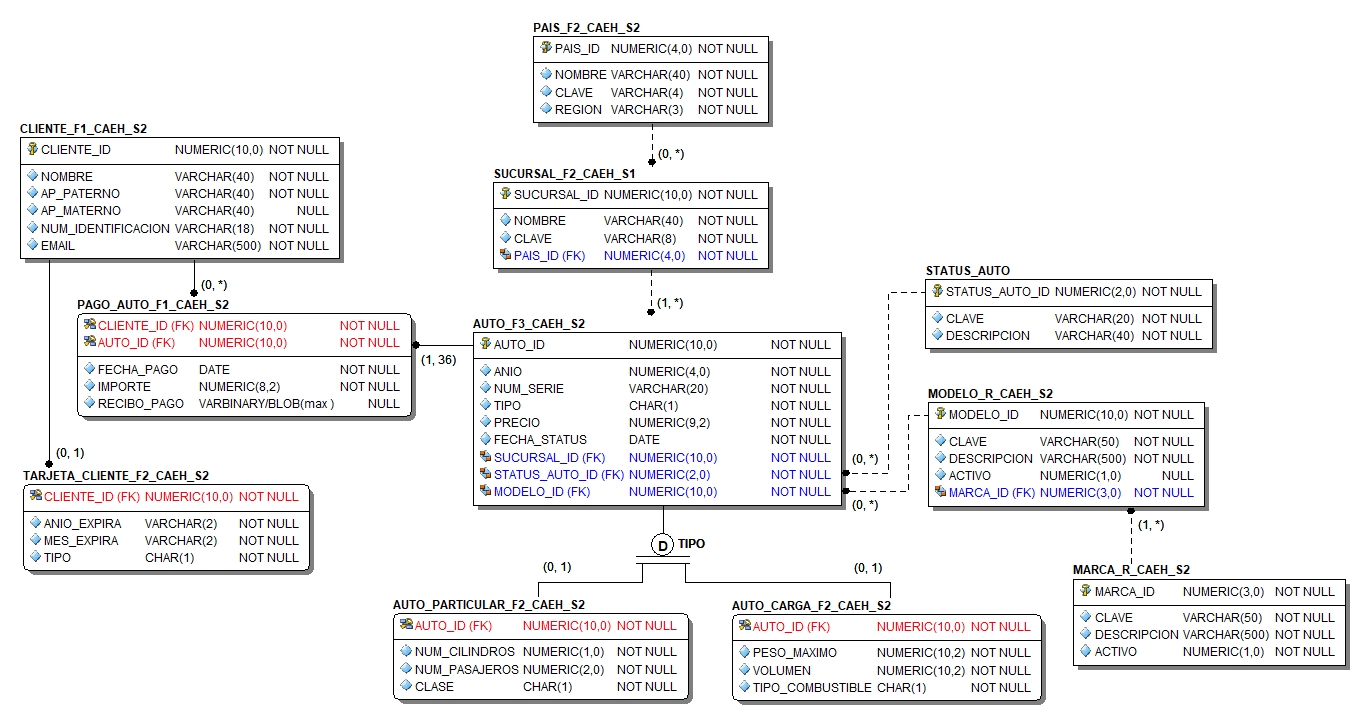 PAIS_F2_CAEH_S2
PAIS_ID NUMERIC(4,0) NOT NULL
NOMBRE VARCHAR(40) NOT NULL
CLAVE VARCHAR(4) NOT NULL
REGION VARCHAR(3) NOT NULL
(0, *)
CLIENTE_F1_CAEH_S2
CLIENTE_ID NUMERIC(10,0) NOT NULL
NOMBRE VARCHAR(40) NOT NULL
AP_PATERNO VARCHAR(40) NOT NULL
AP_MATERNO VARCHAR(40) NULL
NUM_IDENTIFICACION VARCHAR(18) NOT NULL
EMAIL VARCHAR(500) NOT NULL
(0, *)
SUCURSAL_F2_CAEH_S1
SUCURSAL_ID NUMERIC(10,0) NOT NULL
NOMBRE VARCHAR(40) NOT NULL
CLAVE VARCHAR(8) NOT NULL
PAIS_ID (FK) NUMERIC(4,0) NOT NULL
(1, *)
STATUS_AUTO
STATUS_AUTO_ID NUMERIC(2,0) NOT NULL
CLAVE VARCHAR(20) NOT NULL
DESCRIPCION VARCHAR(40) NOT NULL
PAGO_AUTO_F1_CAEH_S2
CLIENTE_ID (FK) NUMERIC(10,0) NOT NULL
AUTO_ID (FK) NUMERIC(10,0) NOT NULL
FECHA_PAGO DATE NOT NULL
IMPORTE NUMERIC(8,2) NOT NULL
RECIBO_PAGO VARBINARY/BLOB(max ) NULL
(1, 36)
AUTO_F3_CAEH_S2
AUTO_ID NUMERIC(10,0) NOT NULL
ANIO NUMERIC(4,0) NOT NULL
NUM_SERIE VARCHAR(20) NOT NULL
TIPO CHAR(1) NOT NULL
PRECIO NUMERIC(9,2) NOT NULL
FECHA_STATUS DATE NOT NULL
SUCURSAL_ID (FK) NUMERIC(10,0) NOT NULL
STATUS_AUTO_ID (FK) NUMERIC(2,0) NOT NULL
MODELO_ID (FK) NUMERIC(10,0) NOT NULL
(0, *)
(0, *)
MODELO_R_CAEH_S2
MODELO_ID NUMERIC(10,0) NOT NULL
CLAVE VARCHAR(50) NOT NULL
DESCRIPCION VARCHAR(500) NOT NULL
ACTIVO NUMERIC(1,0) NULL
MARCA_ID (FK) NUMERIC(3,0) NOT NULL
(1, *)
(0, 1)
TARJETA_CLIENTE_F2_CAEH_S2
CLIENTE_ID (FK) NUMERIC(10,0) NOT NULL
ANIO_EXPIRA VARCHAR(2) NOT NULL
MES_EXPIRA VARCHAR(2) NOT NULL
TIPO CHAR(1) NOT NULL
D TIPO
(0, 1)
(0, 1)
MARCA_R_CAEH_S2
MARCA_ID NUMERIC(3,0) NOT NULL
CLAVE VARCHAR(50) NOT NULL
DESCRIPCION VARCHAR(500) NOT NULL
ACTIVO NUMERIC(1,0) NOT NULL
AUTO_PARTICULAR_F2_CAEH_S2
AUTO_ID (FK) NUMERIC(10,0) NOT NULL
NUM_CILINDROS NUMERIC(1,0) NOT NULL
NUM_PASAJEROS NUMERIC(2,0) NOT NULL
CLASE CHAR(1) NOT NULL
AUTO_CARGA_F2_CAEH_S2
AUTO_ID (FK) NUMERIC(10,0) NOT NULL
PESO_MAXIMO NUMERIC(10,2) NOT NULL
VOLUMEN NUMERIC(10,2) NOT NULL
TIPO_COMBUSTIBLE CHAR(1) NOT NULL